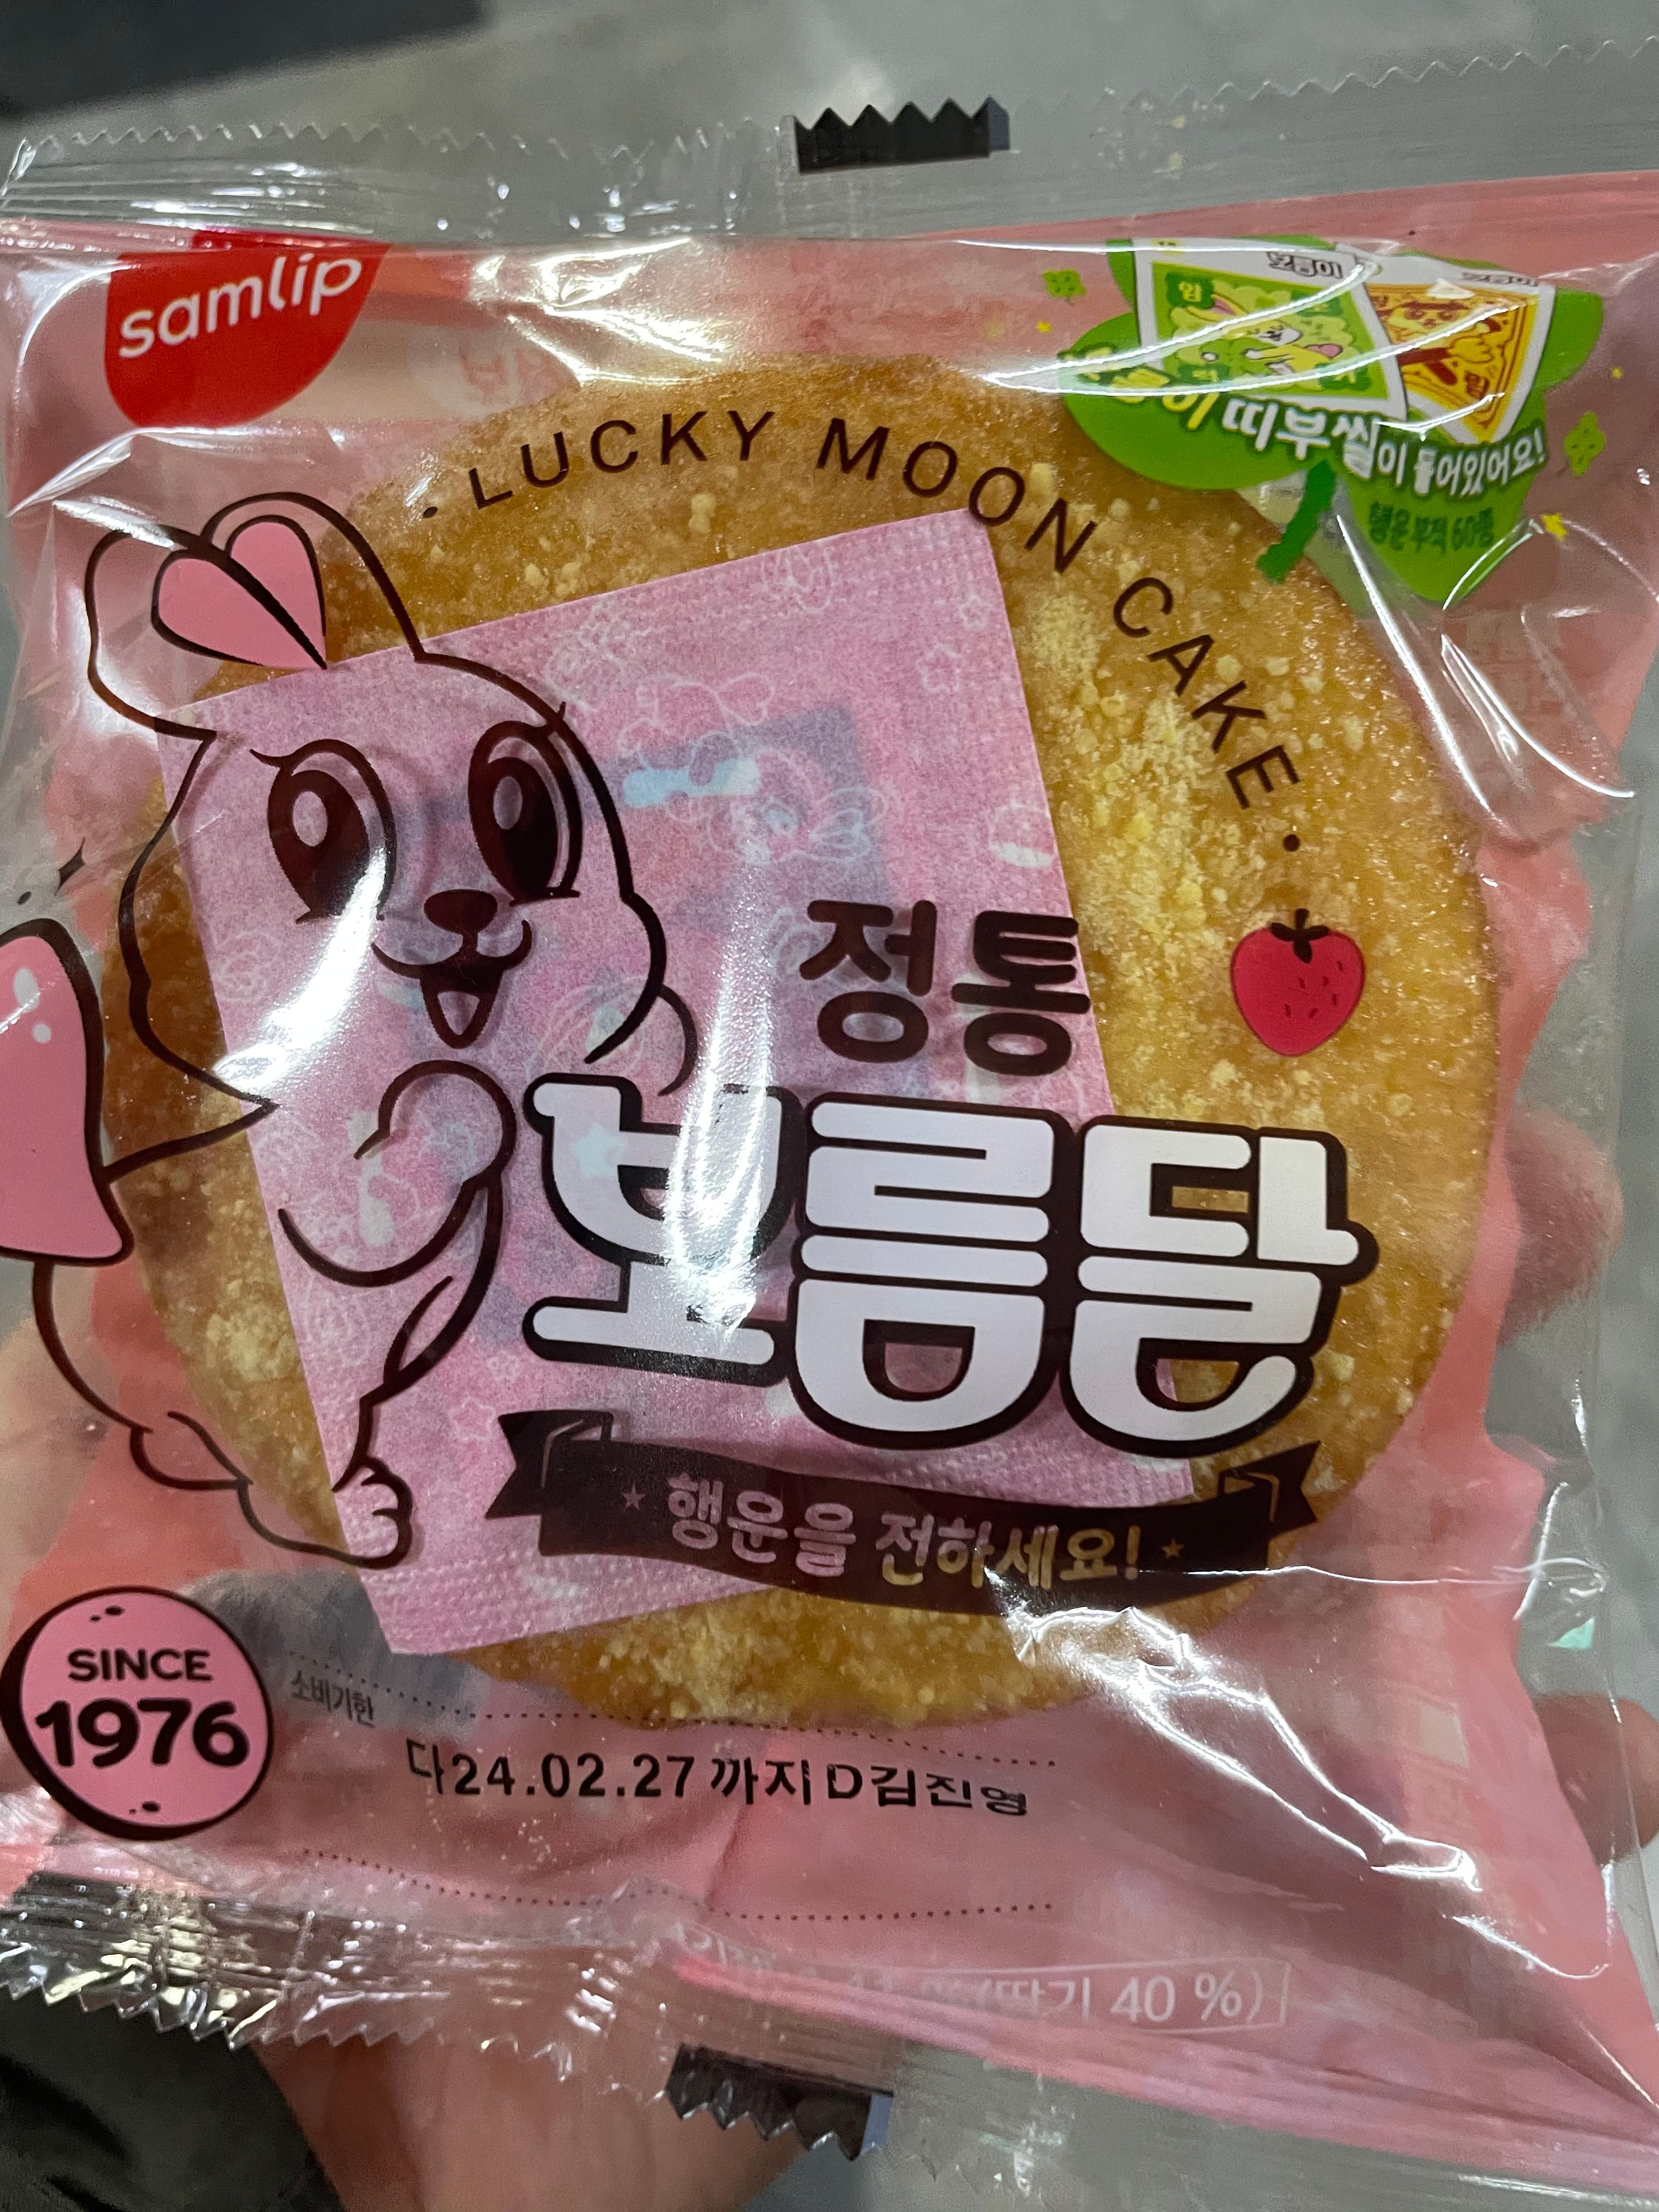 samlip
· LUCKY MOON CAKE ·
띠부씰이 들어있어요!
행운 부적 60종
정통
보름달
행운을 전하세요!
SINCE
1976
소비기한
다24.02.27 까지 D김진영
(딸기 40 %)